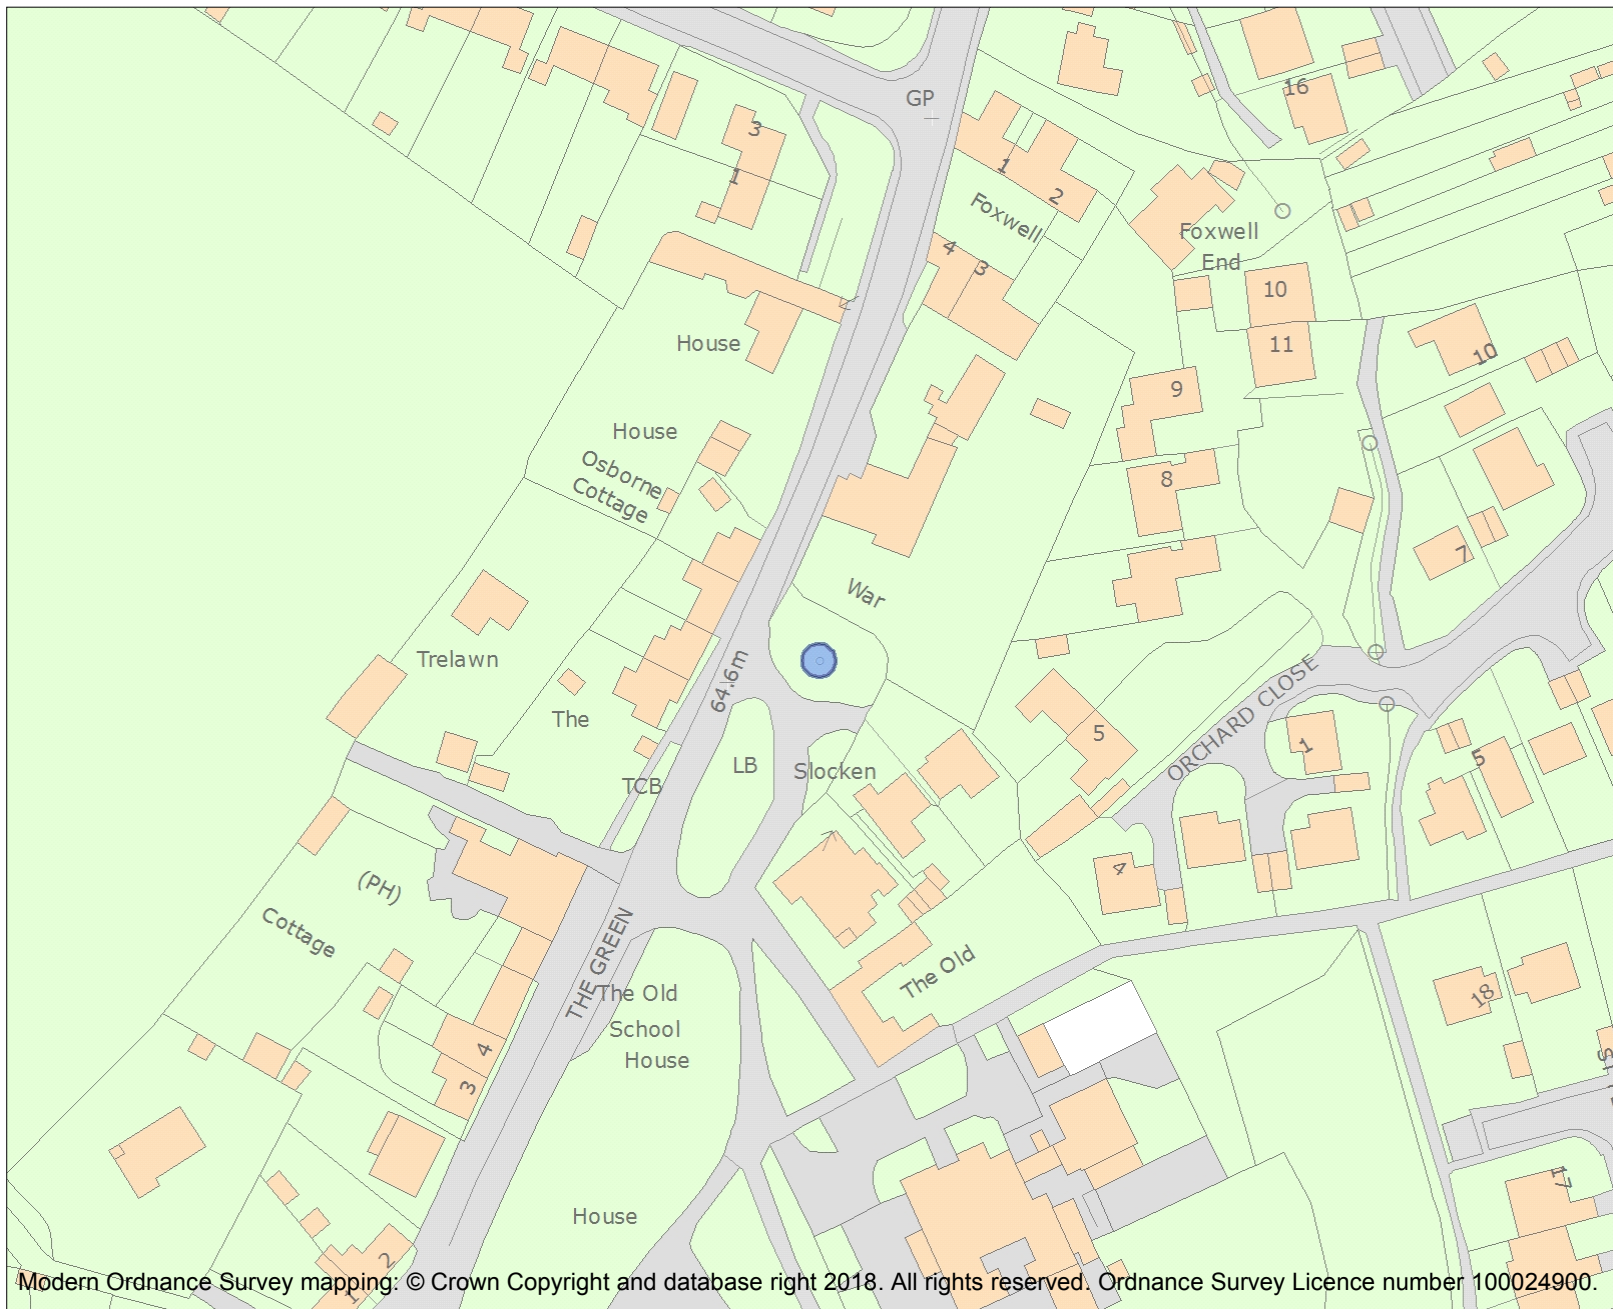 GP
16
3
1
1
2
Foxwell
Foxwell
End
4
3
10
11
House
10
9
House
Osborne
Cottage
8
7
War
Trelawn
64.6m
The
ORCHARD CLOSE
5
1
5
LB
Slocken
TCB
4
(PH)
Cottage
THE GREEN
The Old
The Old
School
House
18
4
3
17
House
2
1
Modern Ordnance Survey mapping: © Crown Copyright and database right 2018. All rights reserved. Ordnance Survey Licence number 100024900.